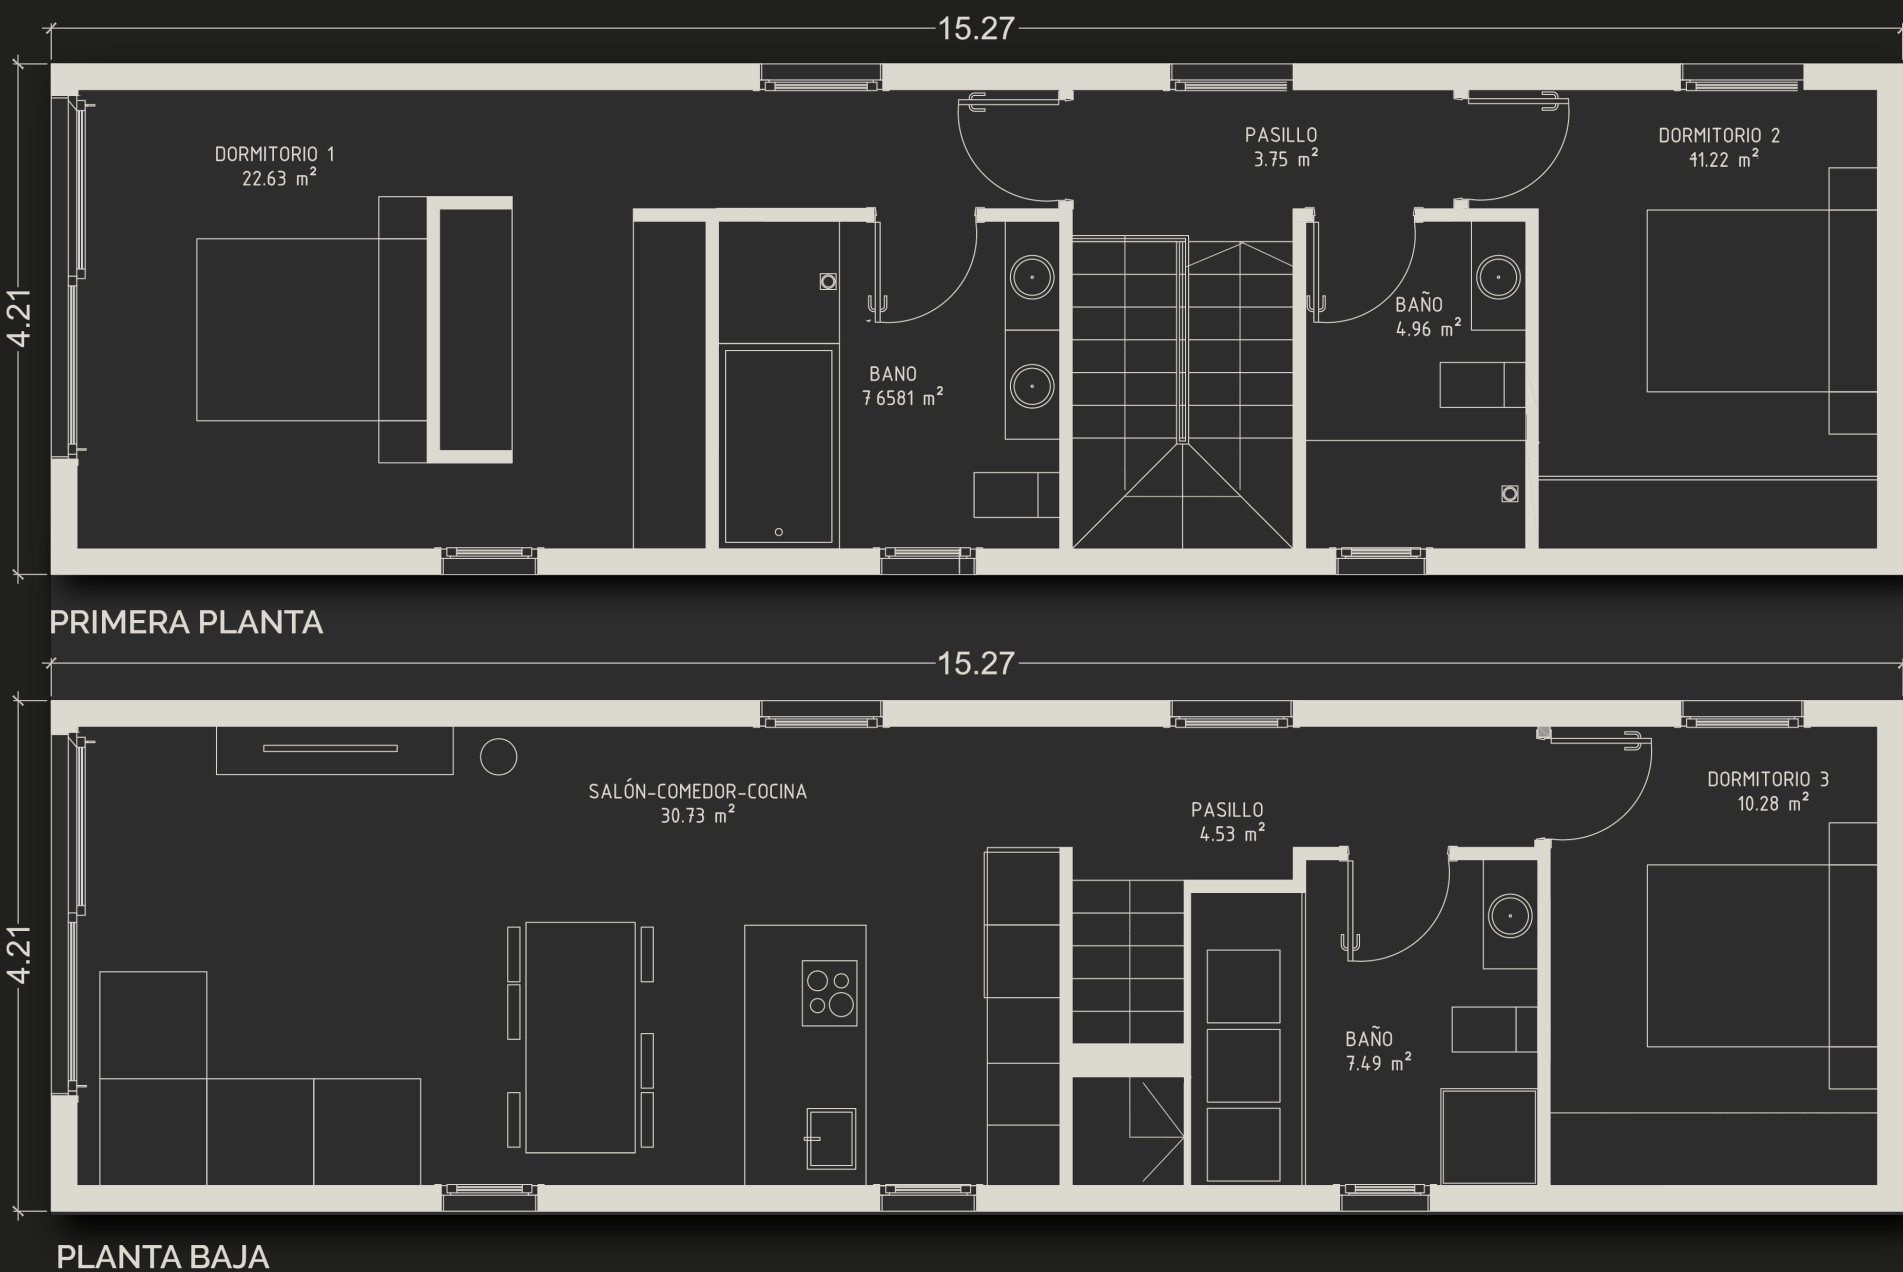 15.27
DORMITORIO 1
22.63 m²
PASILLO
3.75 m²
DORMITORIO 2
41.22 m²
4.21
BAÑO
4.96 m²
BANO
7 6581 m²
PRIMERA PLANTA
15.27
SALÓN-COMEDOR-COCINA
30.73 m²
PASILLO
4.53 m²
DORMITORIO 3
10.28 m²
4.21
BAÑO
7.49 m²
PLANTA BAJA